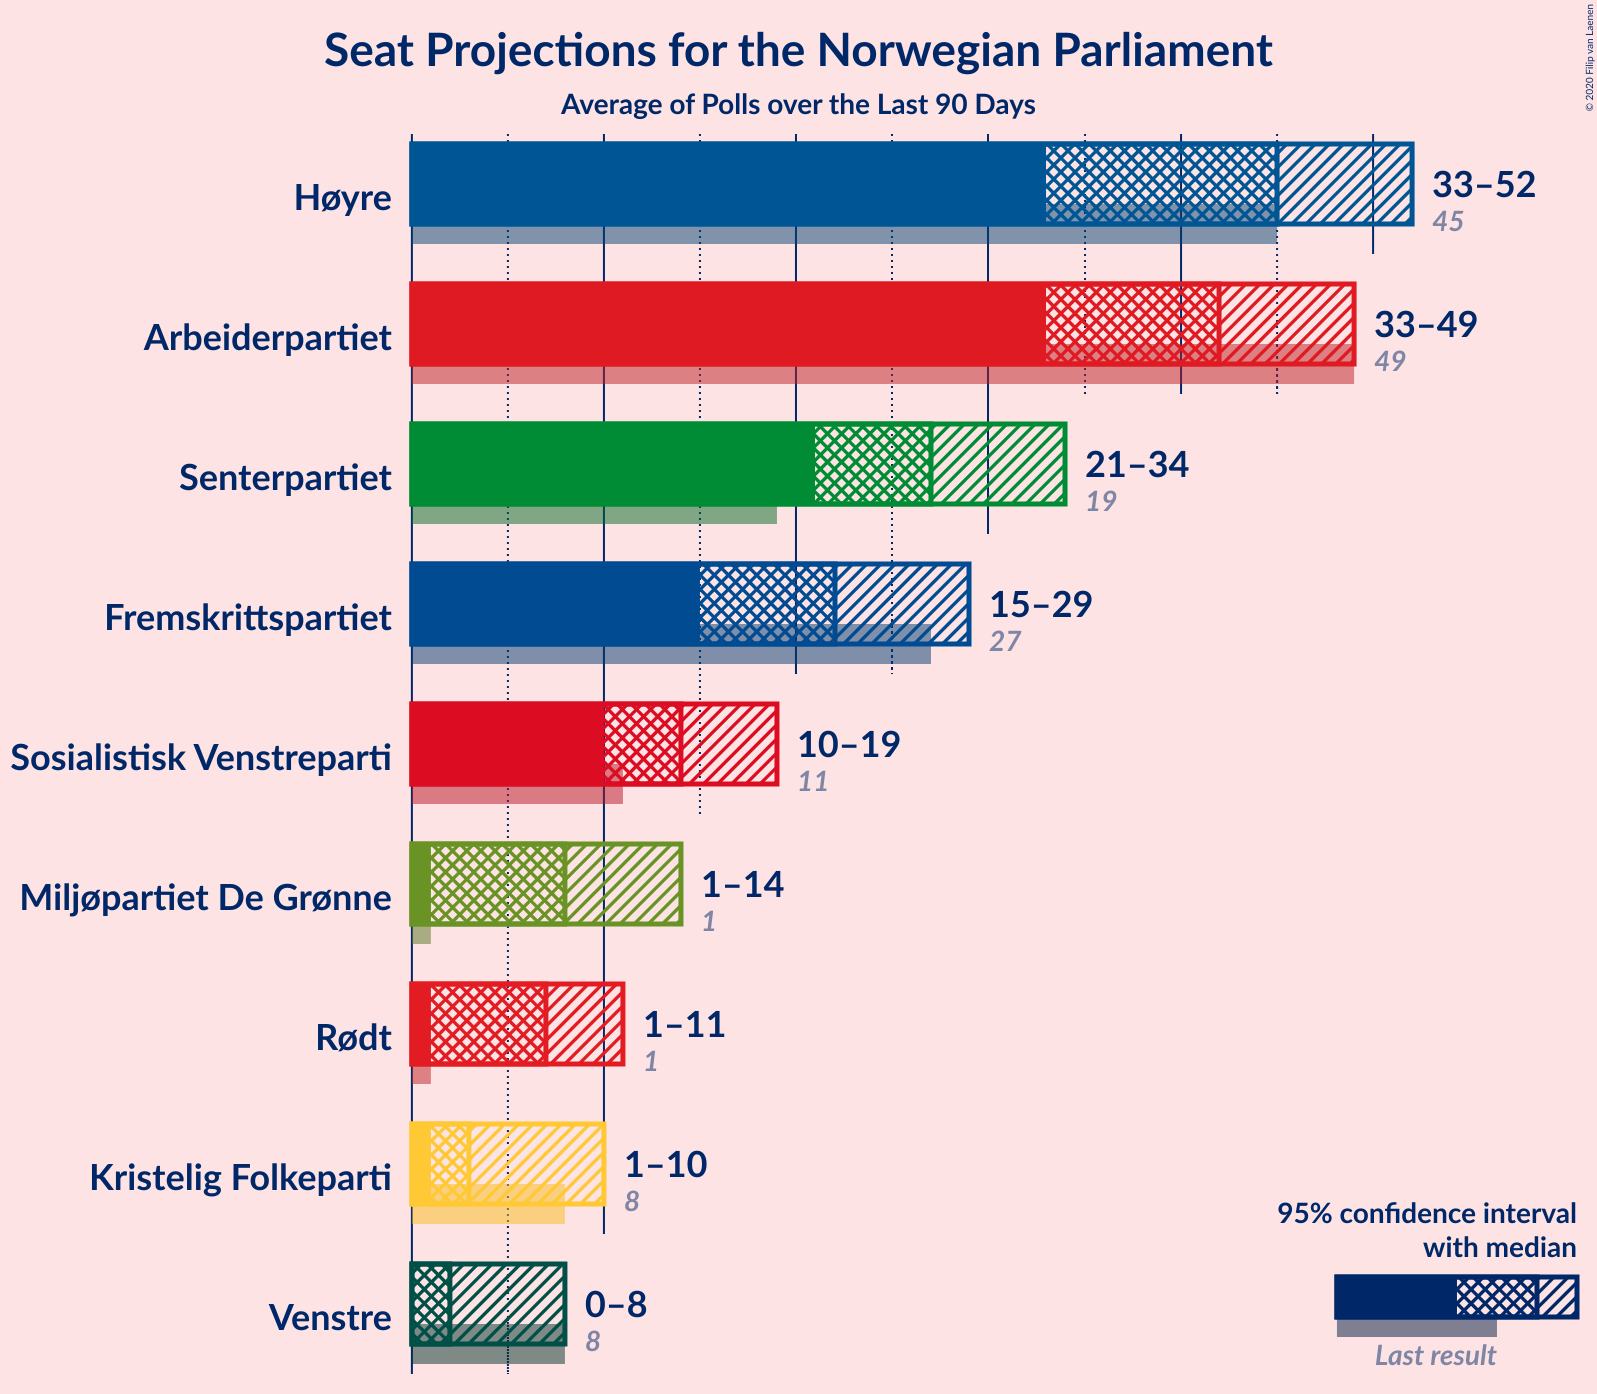 © 2020 Filip van Laenen
Seat Projections for the Norwegian Parliament
Average of Polls over the Last 90 Days
Høyre
33–52
45
Arbeiderpartiet
33–49
49
Senterpartiet
21–34
19
Fremskrittspartiet
15–29
27
Sosialistisk Venstreparti
10–19
11
Miljøpartiet De Grønne
1–14
1
Rødt
1–11
1
Kristelig Folkeparti
1–10
8
Venstre
0–8
8
95% confidence interval
with median
Last result